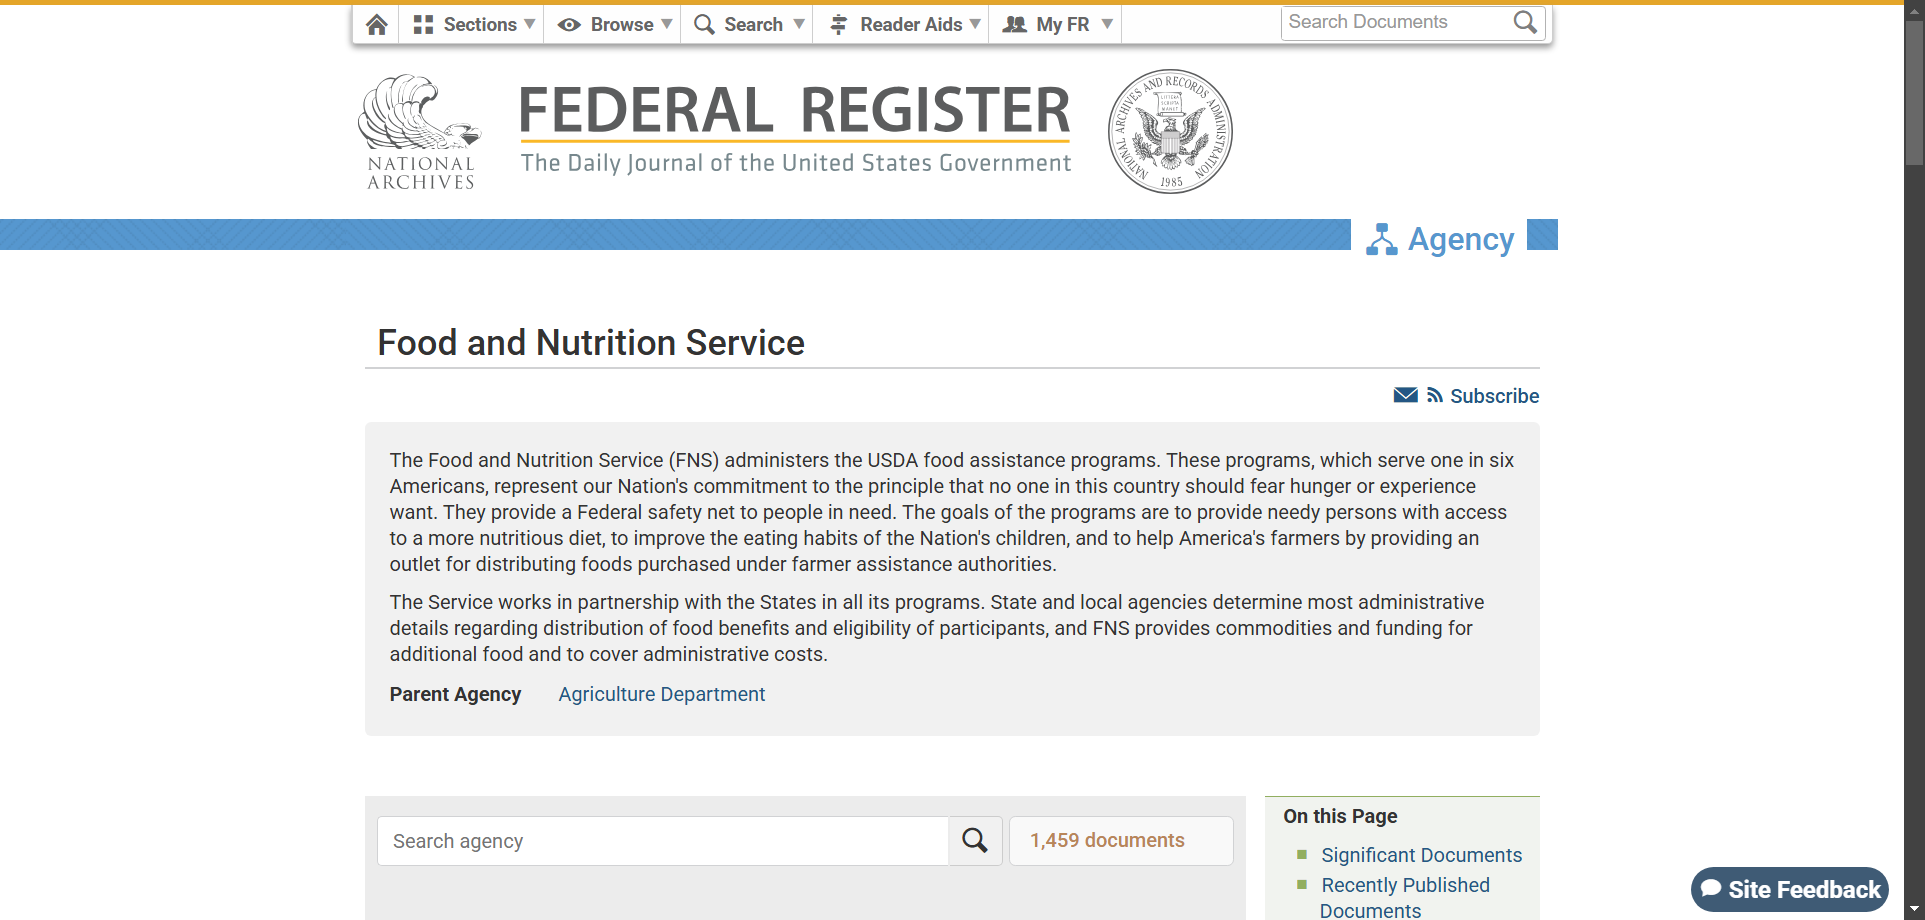 Sections
Browse
Search
Reader Aids
My FR
Search Documents
NATIONAL
ARCHIVES
FEDERAL REGISTER
The Daily Journal of the United States Government
NATIONAL ARCHIVES AND RECORDS ADMINISTRATION
LITTERA
SCRIPTA
MANET
1985
Agency
Food and Nutrition Service
Subscribe
The Food and Nutrition Service (FNS) administers the USDA food assistance programs. These programs, which serve one in six
Americans, represent our Nation's commitment to the principle that no one in this country should fear hunger or experience
want. They provide a Federal safety net to people in need. The goals of the programs are to provide needy persons with access
to a more nutritious diet, to improve the eating habits of the Nation's children, and to help America's farmers by providing an
outlet for distributing foods purchased under farmer assistance authorities.
The Service works in partnership with the States in all its programs. State and local agencies determine most administrative
details regarding distribution of food benefits and eligibility of participants, and FNS provides commodities and funding for
additional food and to cover administrative costs.
Parent Agency Agriculture Department
Search agency
1,459 documents
On this Page
Significant Documents
Recently Published
Documents
Site Feedback